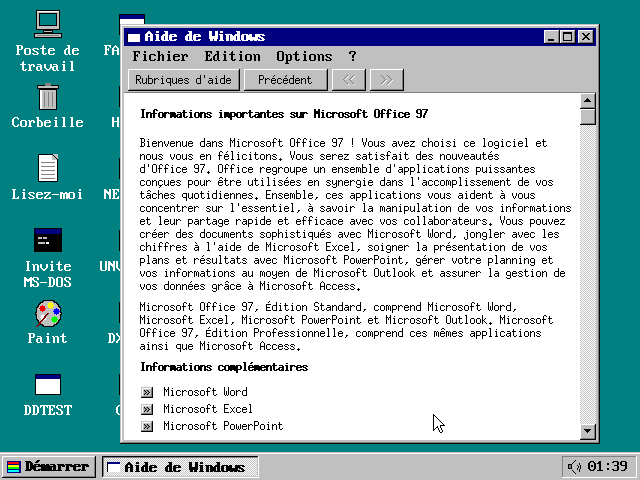 Poste de
travail
Corbeille
Lisez-moi
Invite
MS-DOS
Paint
DDTEST
Aide de Windows
Fichier Edition Options ?
Rubriques d'aide Précédent << >>
Informations importantes sur Microsoft Office 97
Bienvenue dans Microsoft Office 97 ! Vous avez choisi ce logiciel et
nous vous en félicitons. Vous serez satisfait des nouveautés
d'Office 97. Office regroupe un ensemble d'applications puissantes
conçues pour être utilisées en synergie dans l'accomplissement de vos
tâches quotidiennes. Ensemble, ces applications vous aident à vous
concentrer sur l'essentiel, à savoir la manipulation de vos informations
et leur partage rapide et efficace avec vos collaborateurs. Vous pouvez
créer des documents sophistiqués avec Microsoft Word, jongler avec les
chiffres à l'aide de Microsoft Excel, soigner la présentation de vos
plans et résultats avec Microsoft PowerPoint, gérer votre planning et
vos informations au moyen de Microsoft Outlook et assurer la gestion de
vos données grâce à Microsoft Access.
Microsoft Office 97, édition Standard, comprend Microsoft Word,
Microsoft Excel, Microsoft PowerPoint et Microsoft Outlook. Microsoft
Office 97, édition Professionnelle, comprend ces mêmes applications
ainsi que Microsoft Access.
Informations complémentaires
>> Microsoft Word
>> Microsoft Excel
>> Microsoft PowerPoint
Démarrer Aide de Windows 01:39